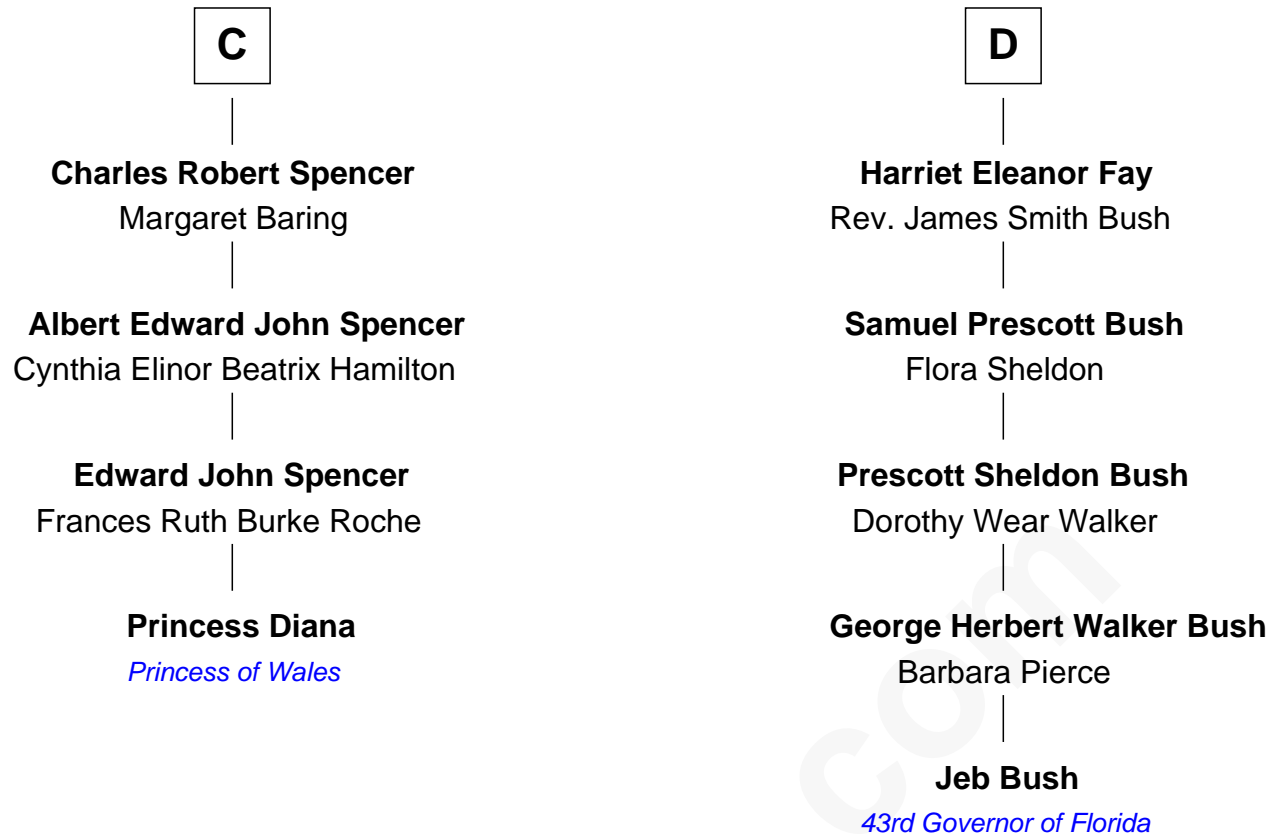 C
Charles Robert Spencer
Margaret Baring
Albert Edward John Spencer
Cynthia Elinor Beatrix Hamilton
Edward John Spencer
Frances Ruth Burke Roche
Princess Diana
Princess of Wales
D
Harriet Eleanor Fay
Rev. James Smith Bush
Samuel Prescott Bush
Flora Sheldon
Prescott Sheldon Bush
Dorothy Wear Walker
George Herbert Walker Bush
Barbara Pierce
Jeb Bush
43rd Governor of Florida
com